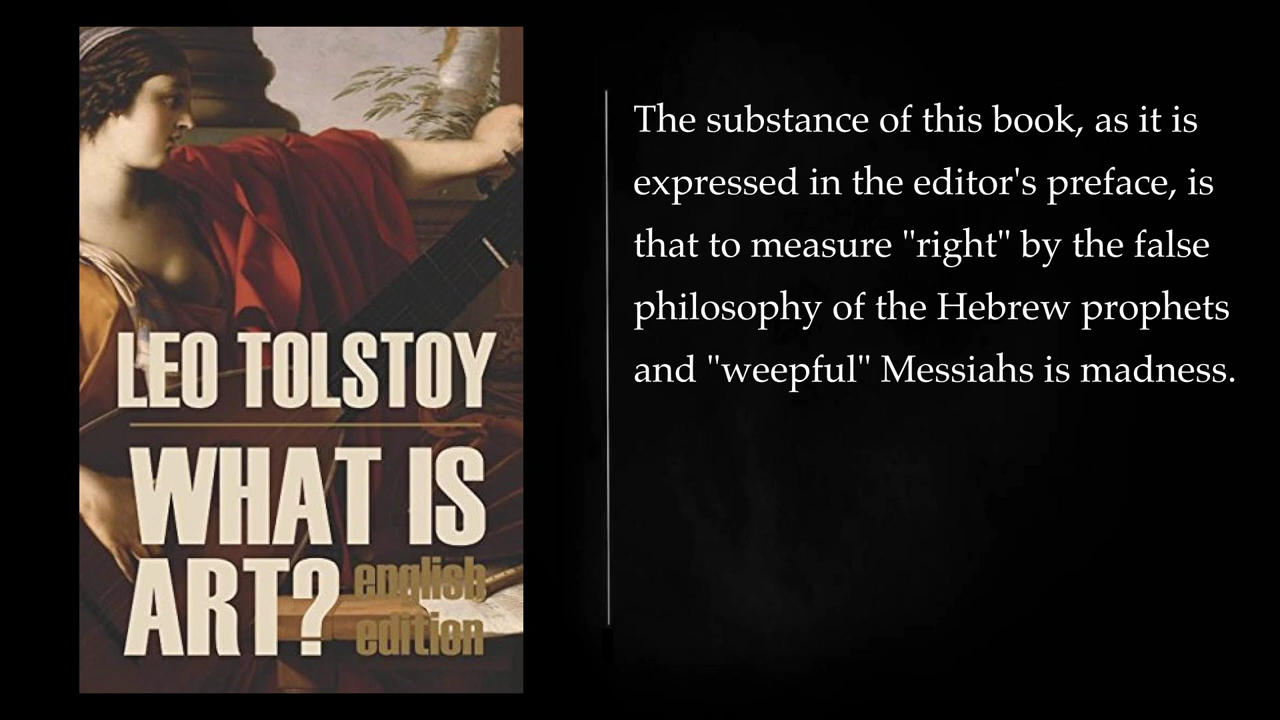 LEO TOLSTOY
WHAT IS
ART?
english
edition
The substance of this book, as it is
expressed in the editor's preface, is
that to measure "right" by the false
philosophy of the Hebrew prophets
and "weepful" Messiahs is madness.